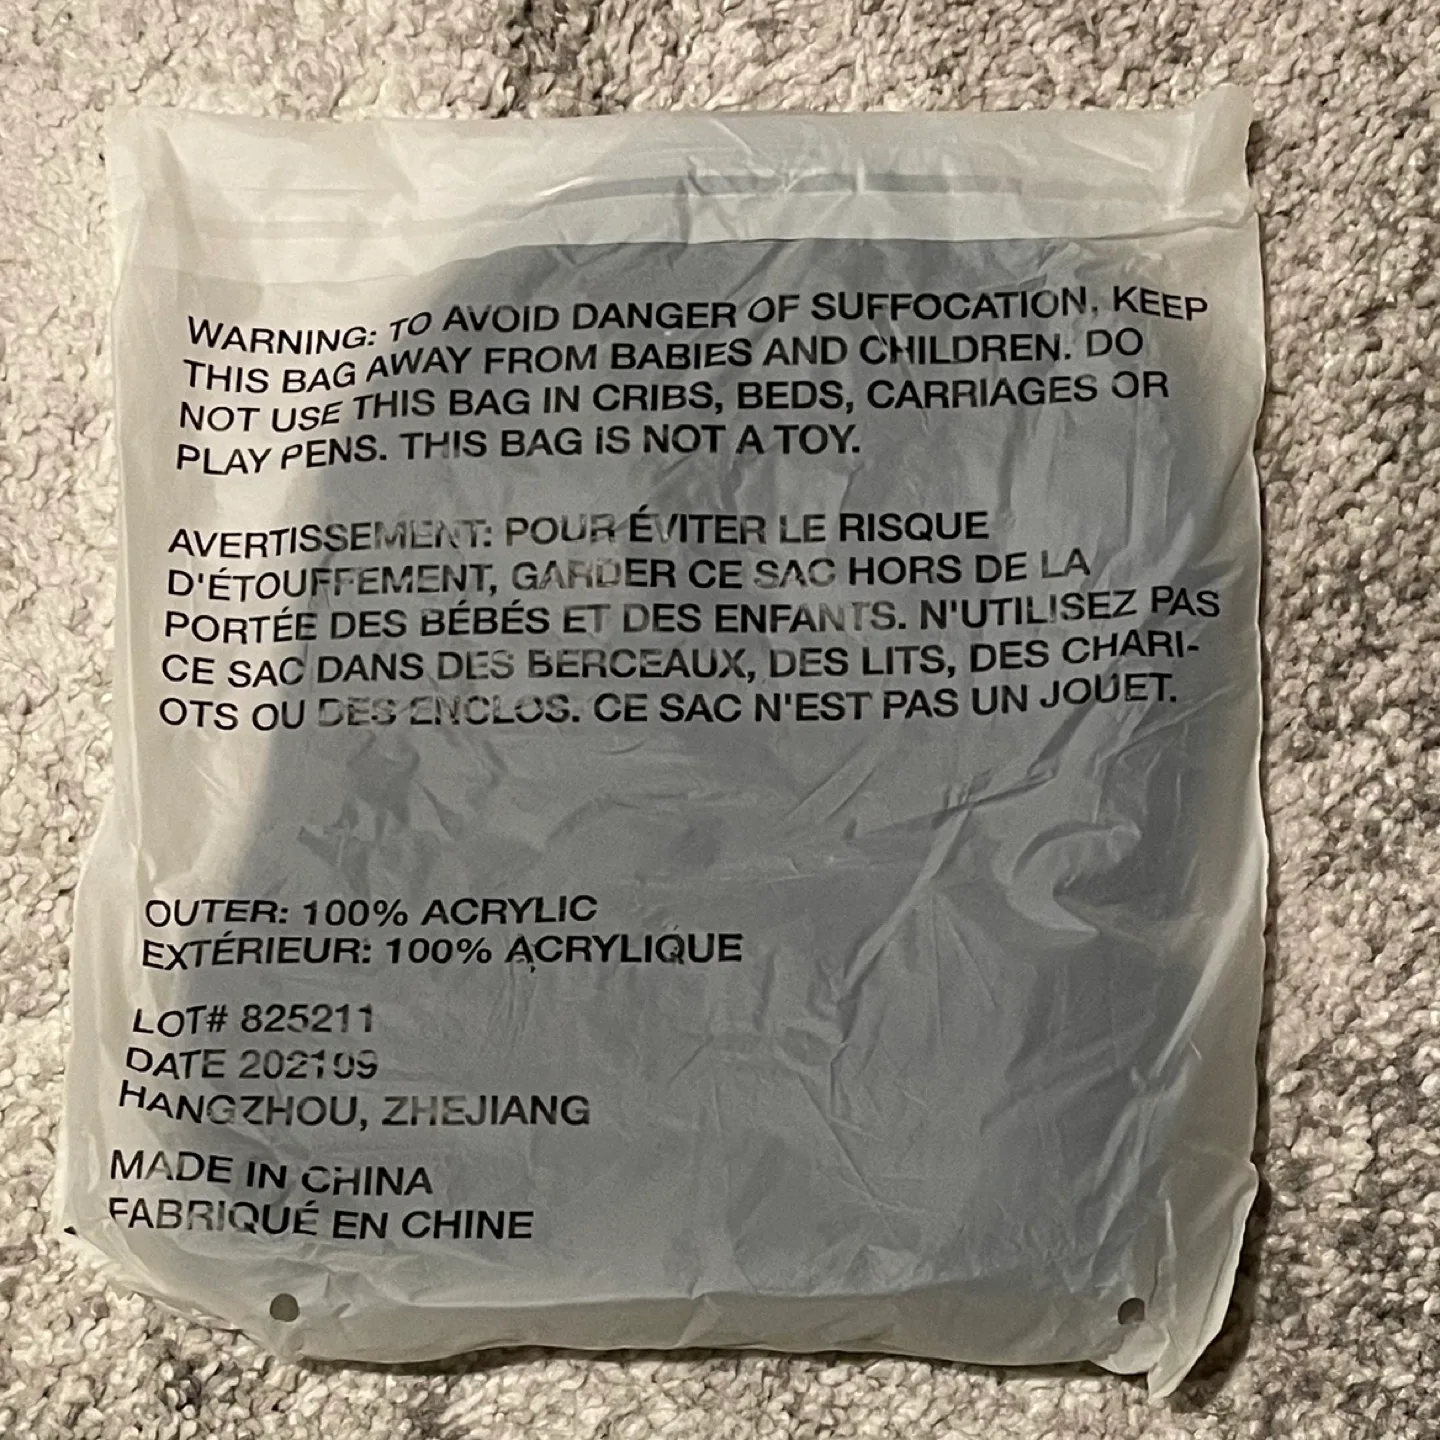 WARNING: TO AVOID DANGER OF SUFFOCATION, KEEP
THIS BAG AWAY FROM BABIES AND CHILDREN. DO
NOT USE THIS BAG IN CRIBS, BEDS, CARRIAGES OR
PLAY PENS. THIS BAG IS NOT A TOY.
AVERTISSEMENT: POUR ÉVITER LE RISQUE
D'ÉTOUFFEMENT, GARDER CE SAC HORS DE LA
PORTÉE DES BÉBÉS ET DES ENFANTS. N'UTILISEZ PAS
CE SAC DANS DES BERCEAUX, DES LITS, DES CHARI-
OTS OU DES ENCLOS. CE SAC N'EST PAS UN JOUET.
OUTER: 100% ACRYLIC
EXTÉRIEUR: 100% ACRYLIQUE
LOT# 825211
DATE 202109
HANGZHOU, ZHEJIANG
MADE IN CHINA
FABRIQUÉ EN CHINE